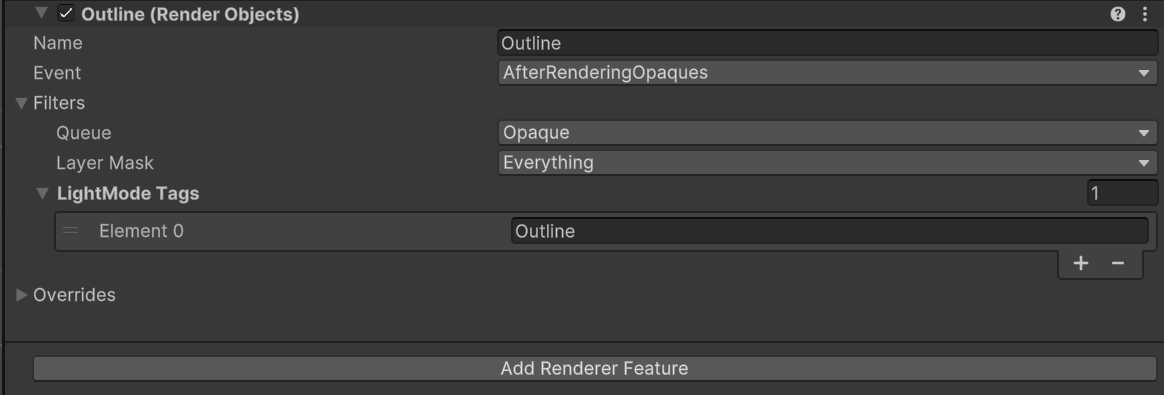 Outline (Render Objects)
Name Outline
Event AfterRenderingOpaques
Filters
Queue Opaque
Layer Mask Everything
LightMode Tags 1
Element 0 Outline
Overrides
Add Renderer Feature